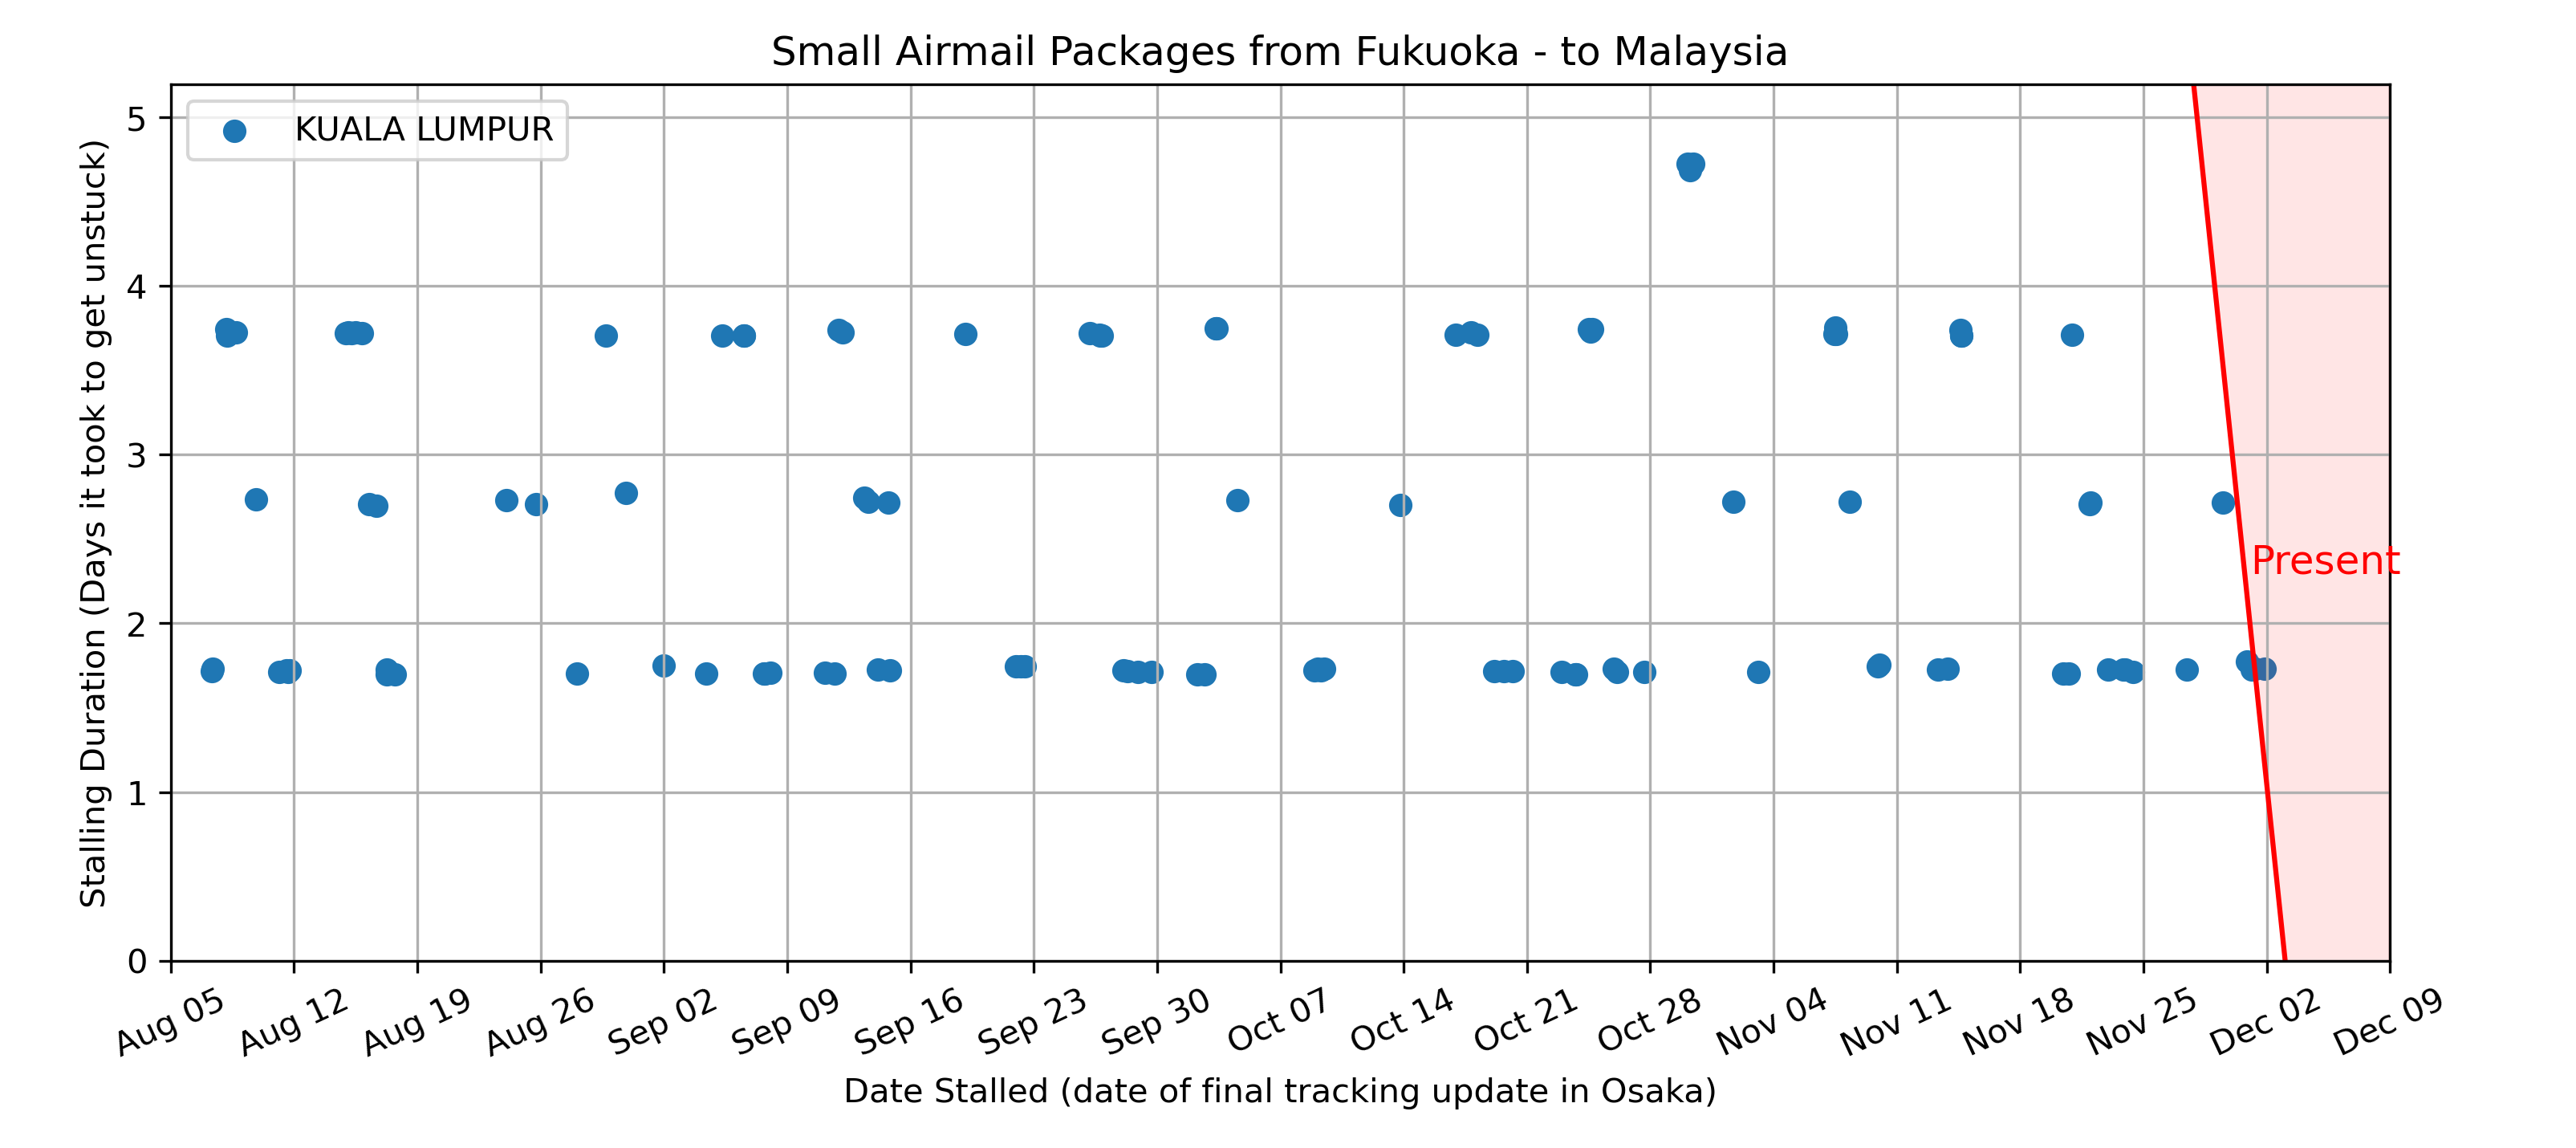 Small Airmail Packages from Fukuoka - to Malaysia
KUALA LUMPUR
Stalling Duration (Days it took to get unstuck)
5
4
3
2
1
0
Present
Aug 05
Aug 12
Aug 19
Aug 26
Sep 02
Sep 09
Sep 16
Sep 23
Sep 30
Oct 07
Oct 14
Oct 21
Oct 28
Nov 04
Nov 11
Nov 18
Nov 25
Dec 02
Dec 09
Date Stalled (date of final tracking update in Osaka)